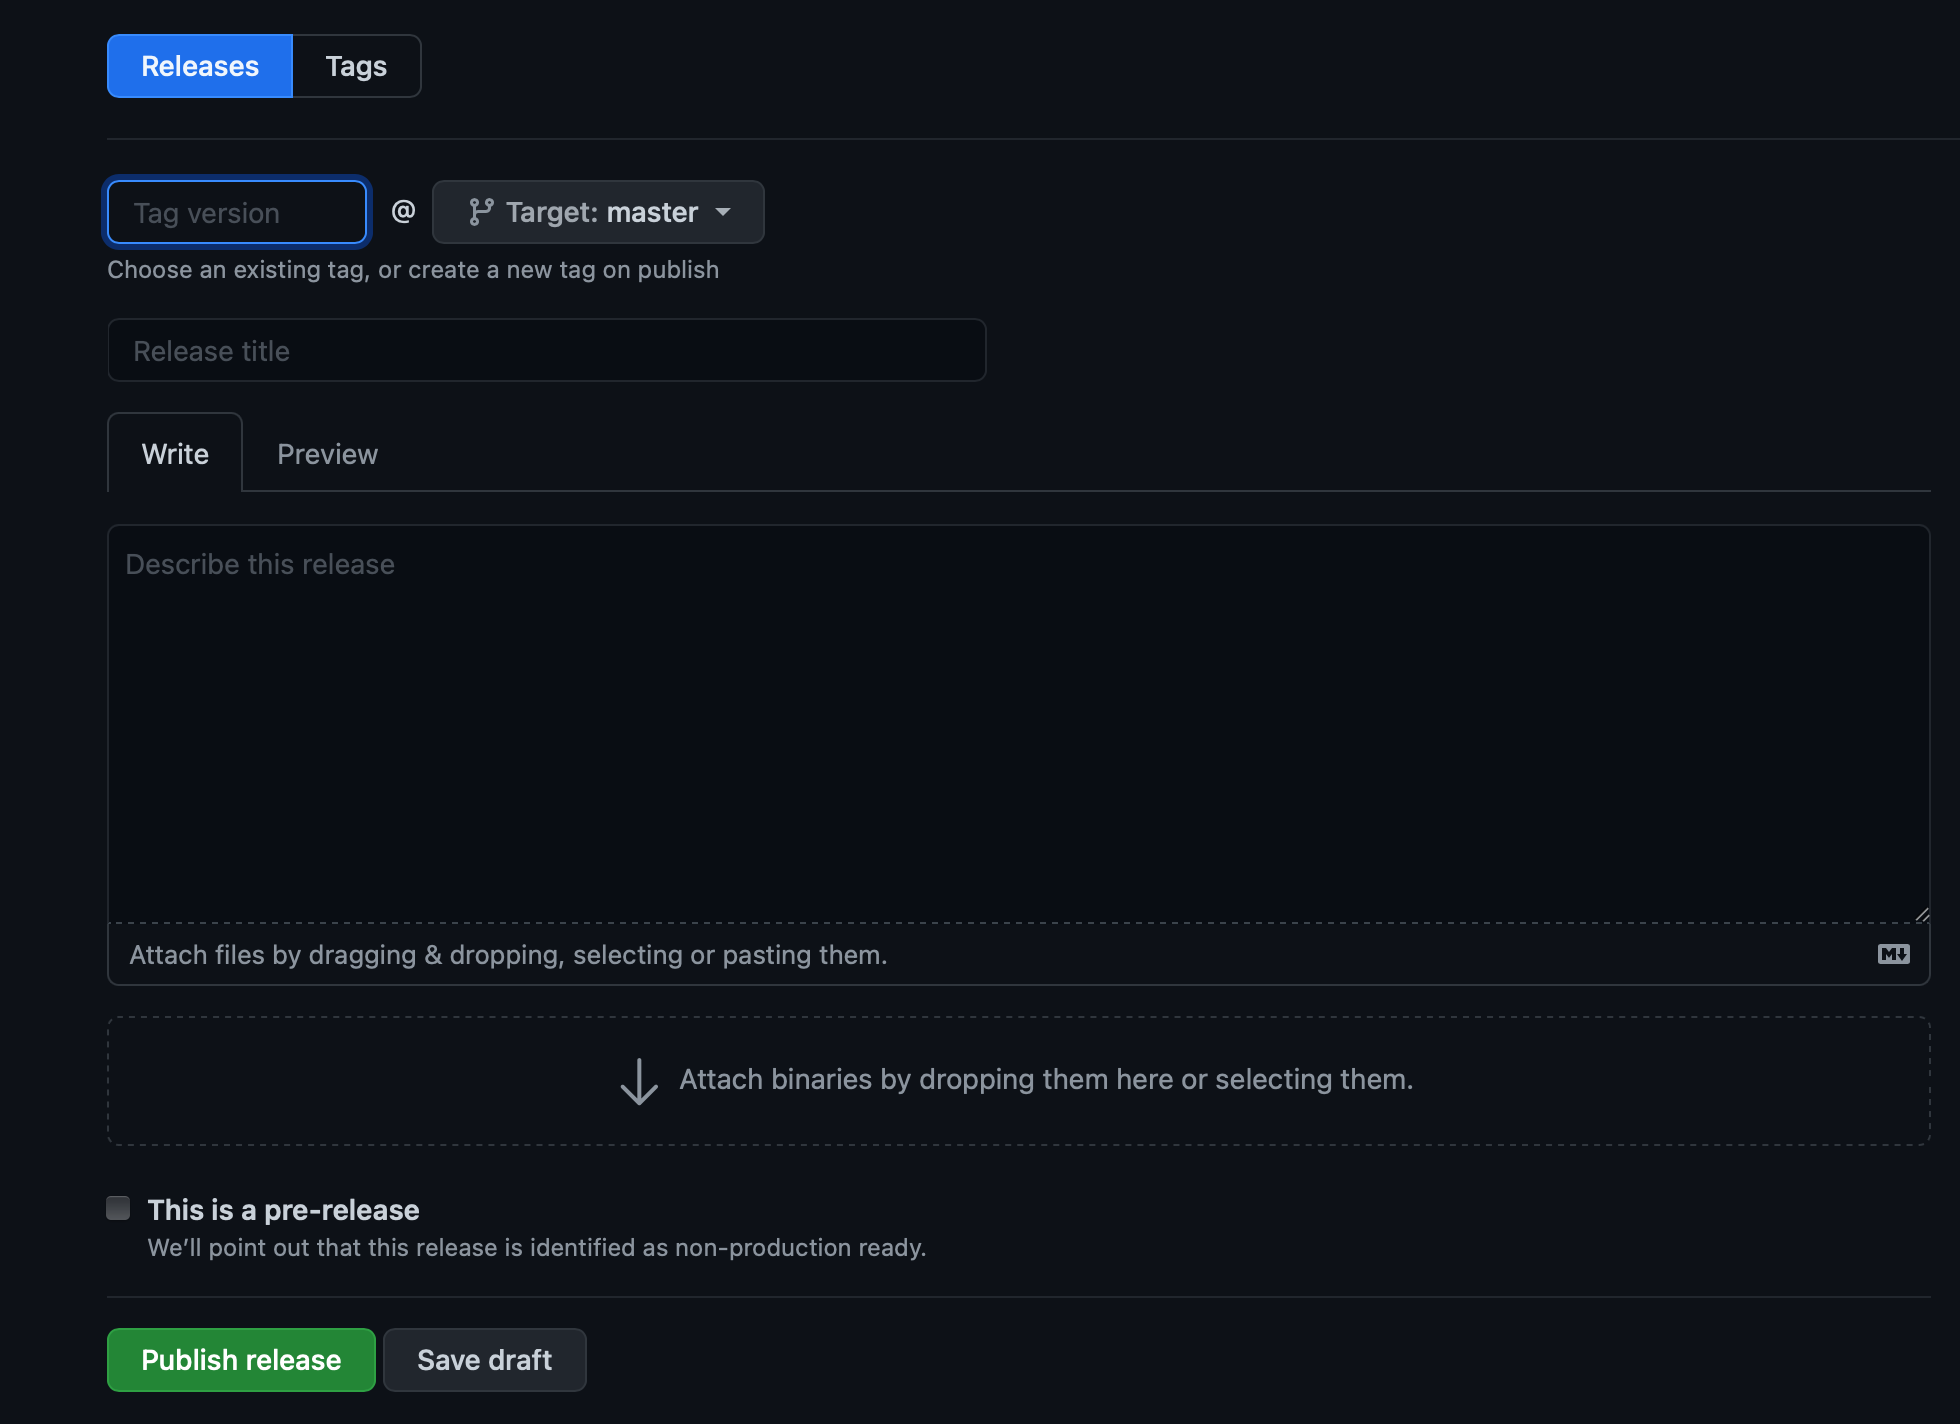 Releases Tags
Tag version @ Target: master
Choose an existing tag, or create a new tag on publish
Release title
Write Preview
Describe this release
Attach files by dragging & dropping, selecting or pasting them.
M
Attach binaries by dropping them here or selecting them.
This is a pre-release
We’ll point out that this release is identified as non-production ready.
Publish release Save draft